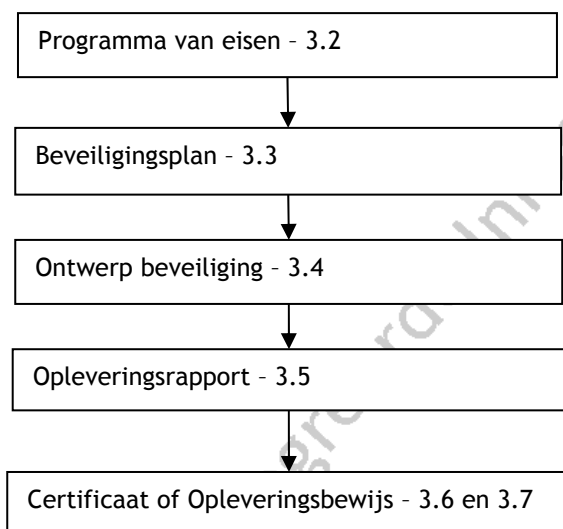 Programma van eisen – 3.2
Beveiligingsplan – 3.3
Ontwerp beveiliging – 3.4
Opleveringsrapport – 3.5
Certificaat of Opleveringsbewijs – 3.6 en 3.7